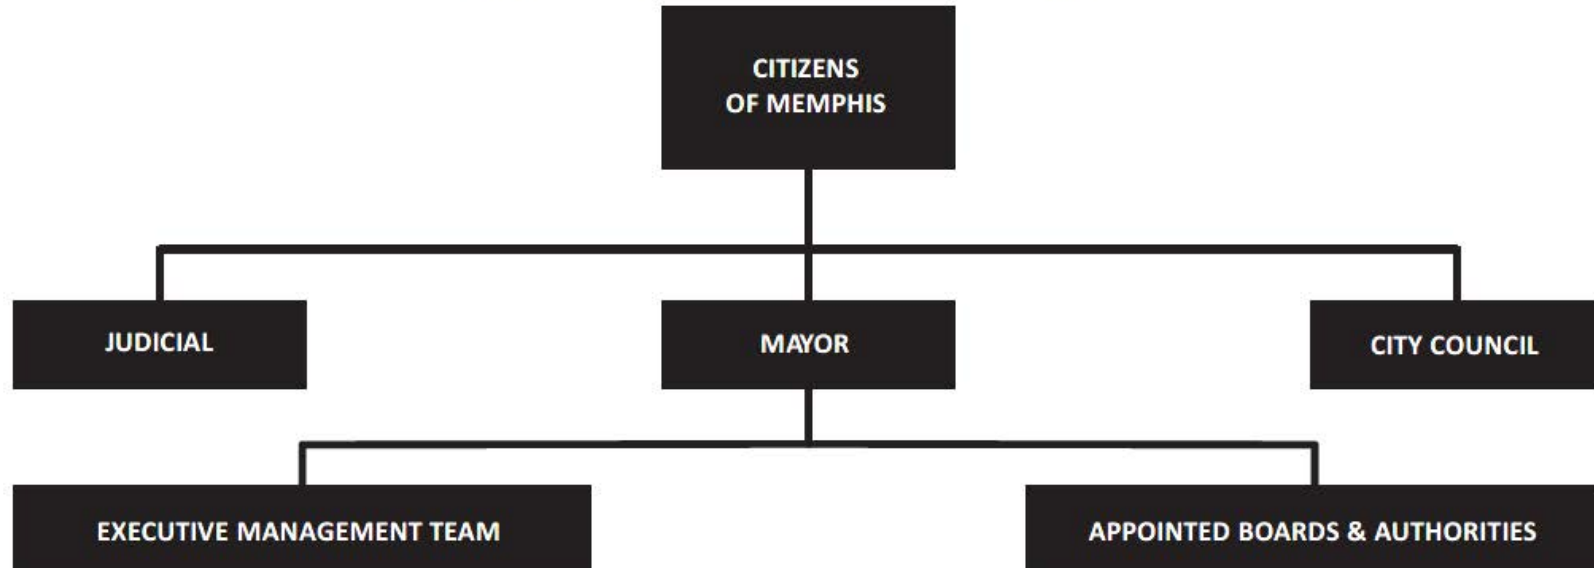 CITIZENS
OF MEMPHIS
JUDICIAL
MAYOR
CITY COUNCIL
EXECUTIVE MANAGEMENT TEAM
APPOINTED BOARDS & AUTHORITIES